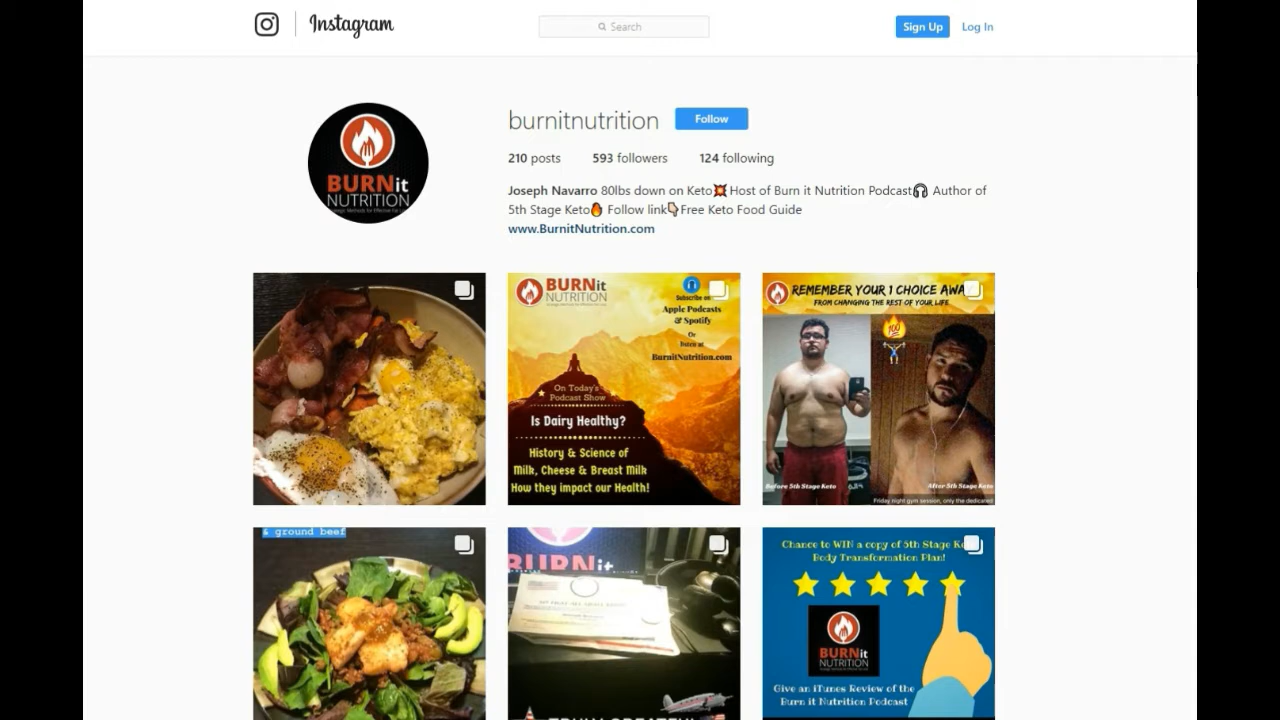 Instagram
Search
Sign Up
Log In
burnitnutrition
Follow
210 posts
593 followers
124 following
Joseph Navarro 80lbs down on Keto💥 Host of Burn it Nutrition Podcast🎧 Author of
5th Stage Keto🔥 Follow link👇Free Keto Food Guide
www.BurnitNutrition.com
BURNit
NUTRITION
BURNit
NUTRITION
Subscribe on
Apple Podcasts
& Spotify
Or
listen at
BurnitNutrition.com
On Today's
Podcast Show
Is Dairy Healthy?
History & Science of
Milk, Cheese & Breast Milk
How they impact our Health!
REMEMBER YOUR 1 CHOICE AWA
FROM CHANGING THE REST OF YOUR LIFE
100
Before 5th Stage Keto
After 5th Stage Keto
Friday night gym session, only the dedicated
& ground beef
BURNit
Chance to WIN a copy of 5th Stage Ke
Body Transformation Plan!
BURNit
NUTRITION
Give an iTunes Review of the
Burn it Nutrition Podcast